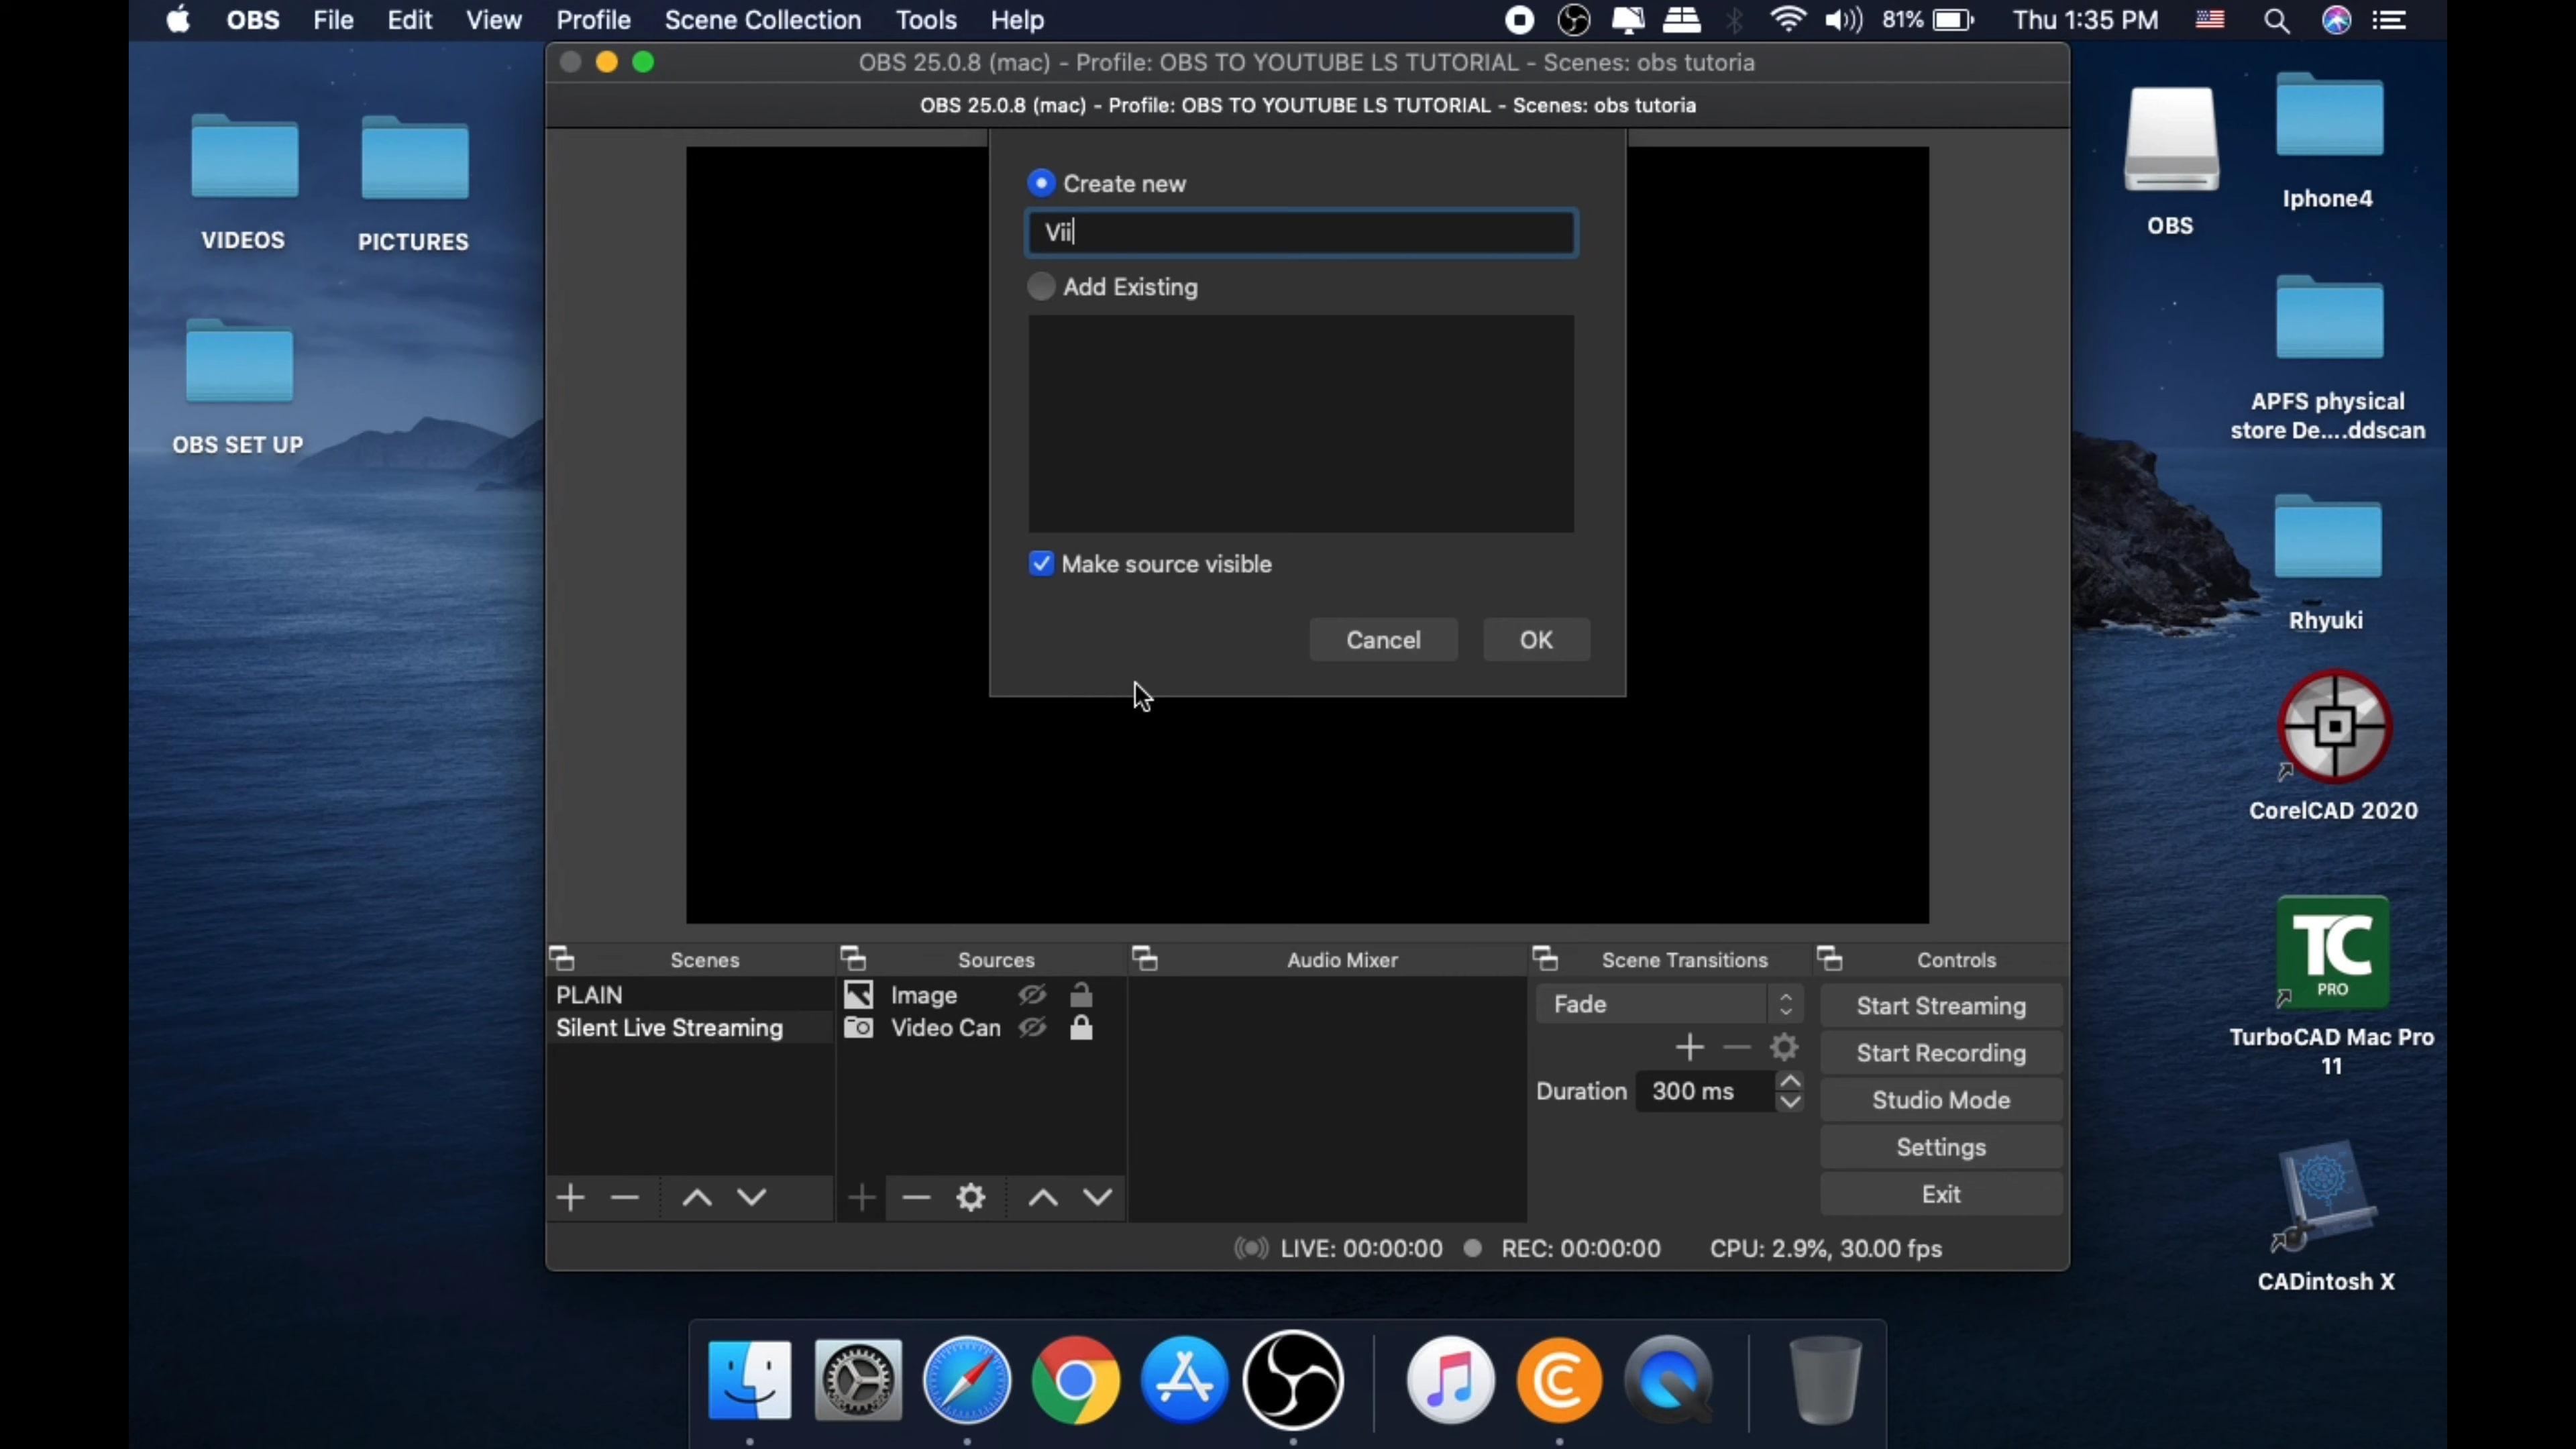 OBS File Edit View Profile Scene Collection Tools Help 81% Thu 1:35 PM
OBS 25.0.8 (mac) - Profile: OBS TO YOUTUBE LS TUTORIAL - Scenes: obs tutoria
OBS 25.0.8 (mac) - Profile: OBS TO YOUTUBE LS TUTORIAL - Scenes: obs tutoria
VIDEOS
PICTURES
OBS SET UP
Create new
Vii
Add Existing
Make source visible
Cancel OK
OBS
Iphone4
APFS physical
store De....ddscan
Rhyuki
CorelCAD 2020
TC
PRO
TurboCAD Mac Pro
11
CADintosh X
Scenes
PLAIN
Silent Live Streaming
Sources
Image
Video Can
Audio Mixer
Scene Transitions
Fade
Duration 300 ms
Controls
Start Streaming
Start Recording
Studio Mode
Settings
Exit
LIVE: 00:00:00 REC: 00:00:00 CPU: 2.9%, 30.00 fps